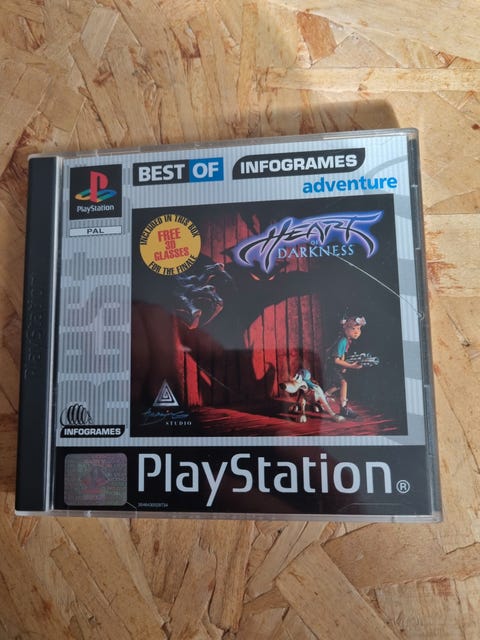 BEST OF INFOGRAMES
adventure
PlayStation
PAL
INCLUDED IN THIS BOX
FREE
3D
GLASSES
FOR THE FINALE
HEART
OF
DARKNESS
STUDIO
INFOGRAMES
PlayStation®